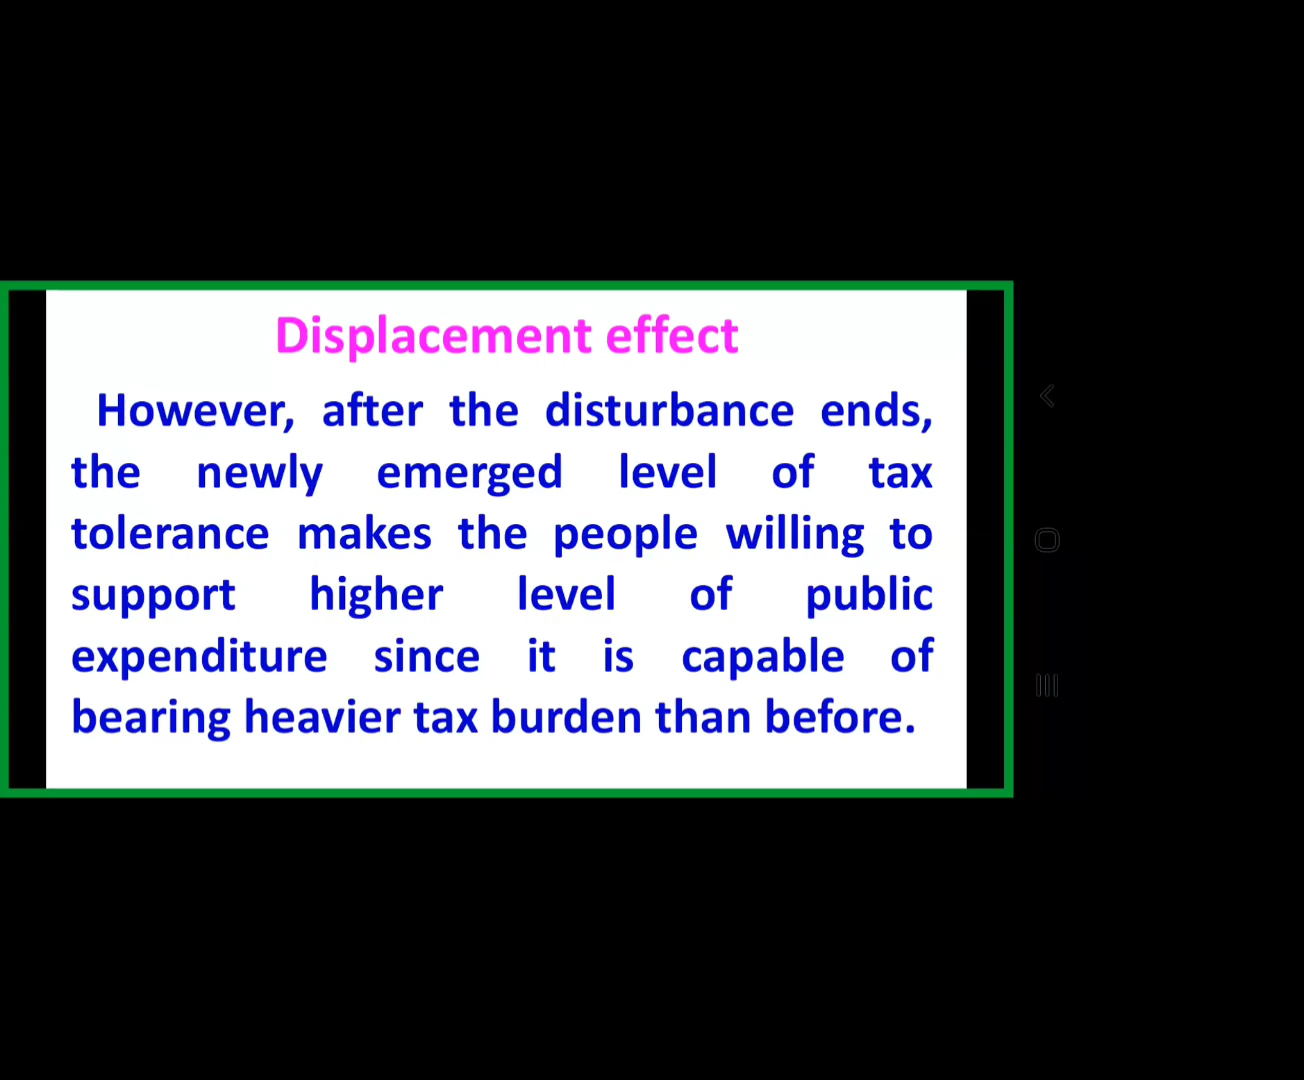 Displacement effect
However, after the disturbance ends,
the newly emerged level of tax
tolerance makes the people willing to
support higher level of public
expenditure since it is capable of
bearing heavier tax burden than before.